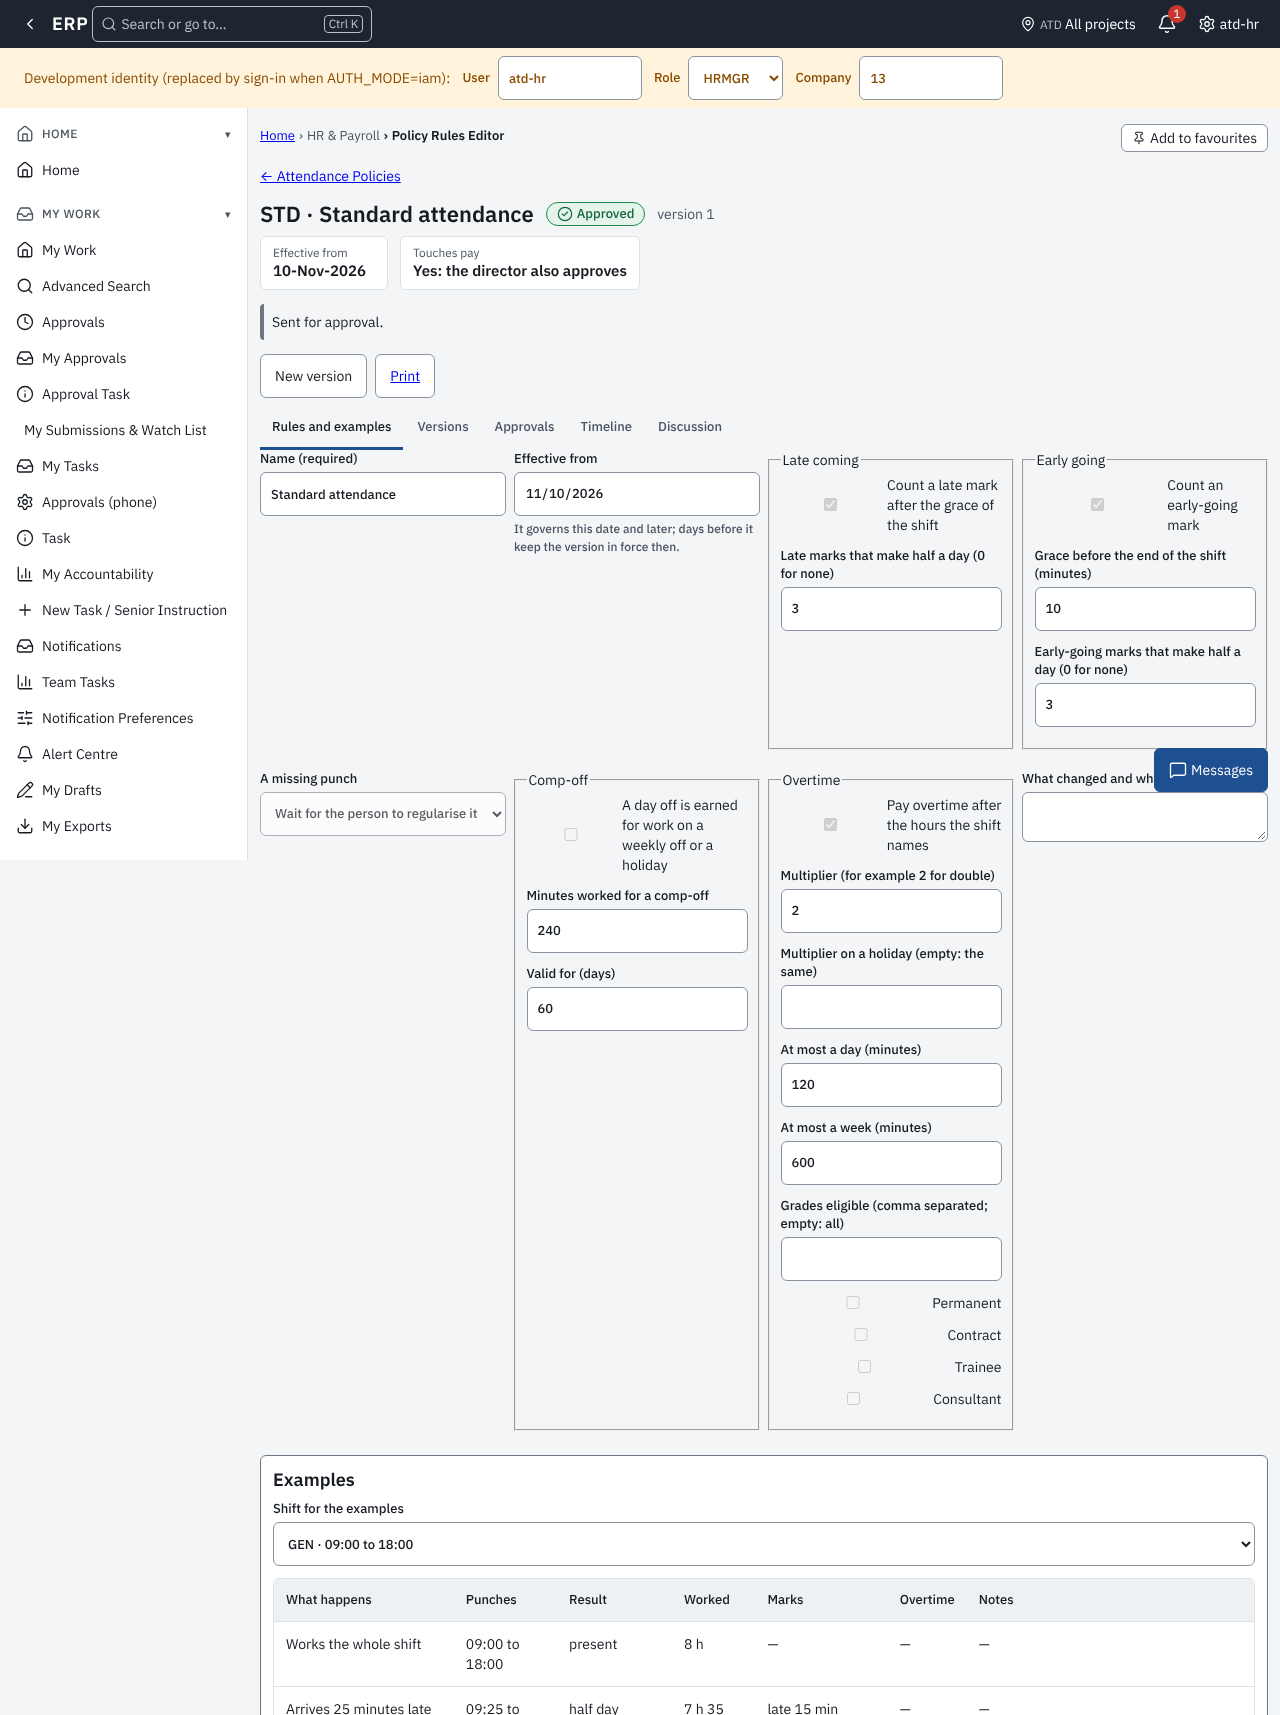 ERP
Search or go to...
Ctrl K
ATD All projects
1
atd-hr
Development identity (replaced by sign-in when AUTH_MODE=iam):
User
atd-hr
Role
HRMGR
Company
13
HOME
Home
MY WORK
My Work
Advanced Search
Approvals
My Approvals
Approval Task
My Submissions & Watch List
My Tasks
Approvals (phone)
Task
My Accountability
New Task / Senior Instruction
Notifications
Team Tasks
Notification Preferences
Alert Centre
My Drafts
My Exports
Home › HR & Payroll › Policy Rules Editor
Add to favourites
← Attendance Policies
STD · Standard attendance
Approved
version 1
Effective from
10-Nov-2026
Touches pay
Yes: the director also approves
Sent for approval.
New version
Print
Rules and examples
Versions
Approvals
Timeline
Discussion
Name (required)
Standard attendance
Effective from
11/10/2026
It governs this date and later; days before it
keep the version in force then.
Late coming
Count a late mark
after the grace of
the shift
Late marks that make half a day (0
for none)
3
Early going
Count an
early-going
mark
Grace before the end of the shift
(minutes)
10
Early-going marks that make half a
day (0 for none)
3
A missing punch
Wait for the person to regularise it
Comp-off
A day off is earned
for work on a
weekly off or a
holiday
Minutes worked for a comp-off
240
Valid for (days)
60
Overtime
Pay overtime after
the hours the shift
names
Multiplier (for example 2 for double)
2
Multiplier on a holiday (empty: the
same)
At most a day (minutes)
120
At most a week (minutes)
600
Grades eligible (comma separated;
empty: all)
Permanent
Contract
Trainee
Consultant
What changed and wh
Messages
Examples
Shift for the examples
GEN · 09:00 to 18:00
What happens
Punches
Result
Worked
Marks
Overtime
Notes
Works the whole shift
09:00 to
18:00
present
8 h
—
—
—
Arrives 25 minutes late
09:25 to
half day
7 h 35
late 15 min
—
—